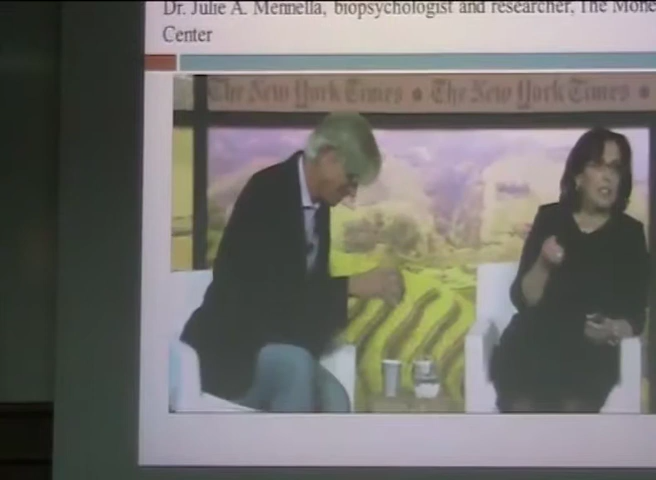 Dr. Julie A. Mennella, biopsychologist and researcher, The Mone
Center
The New York Times • The New York Times •